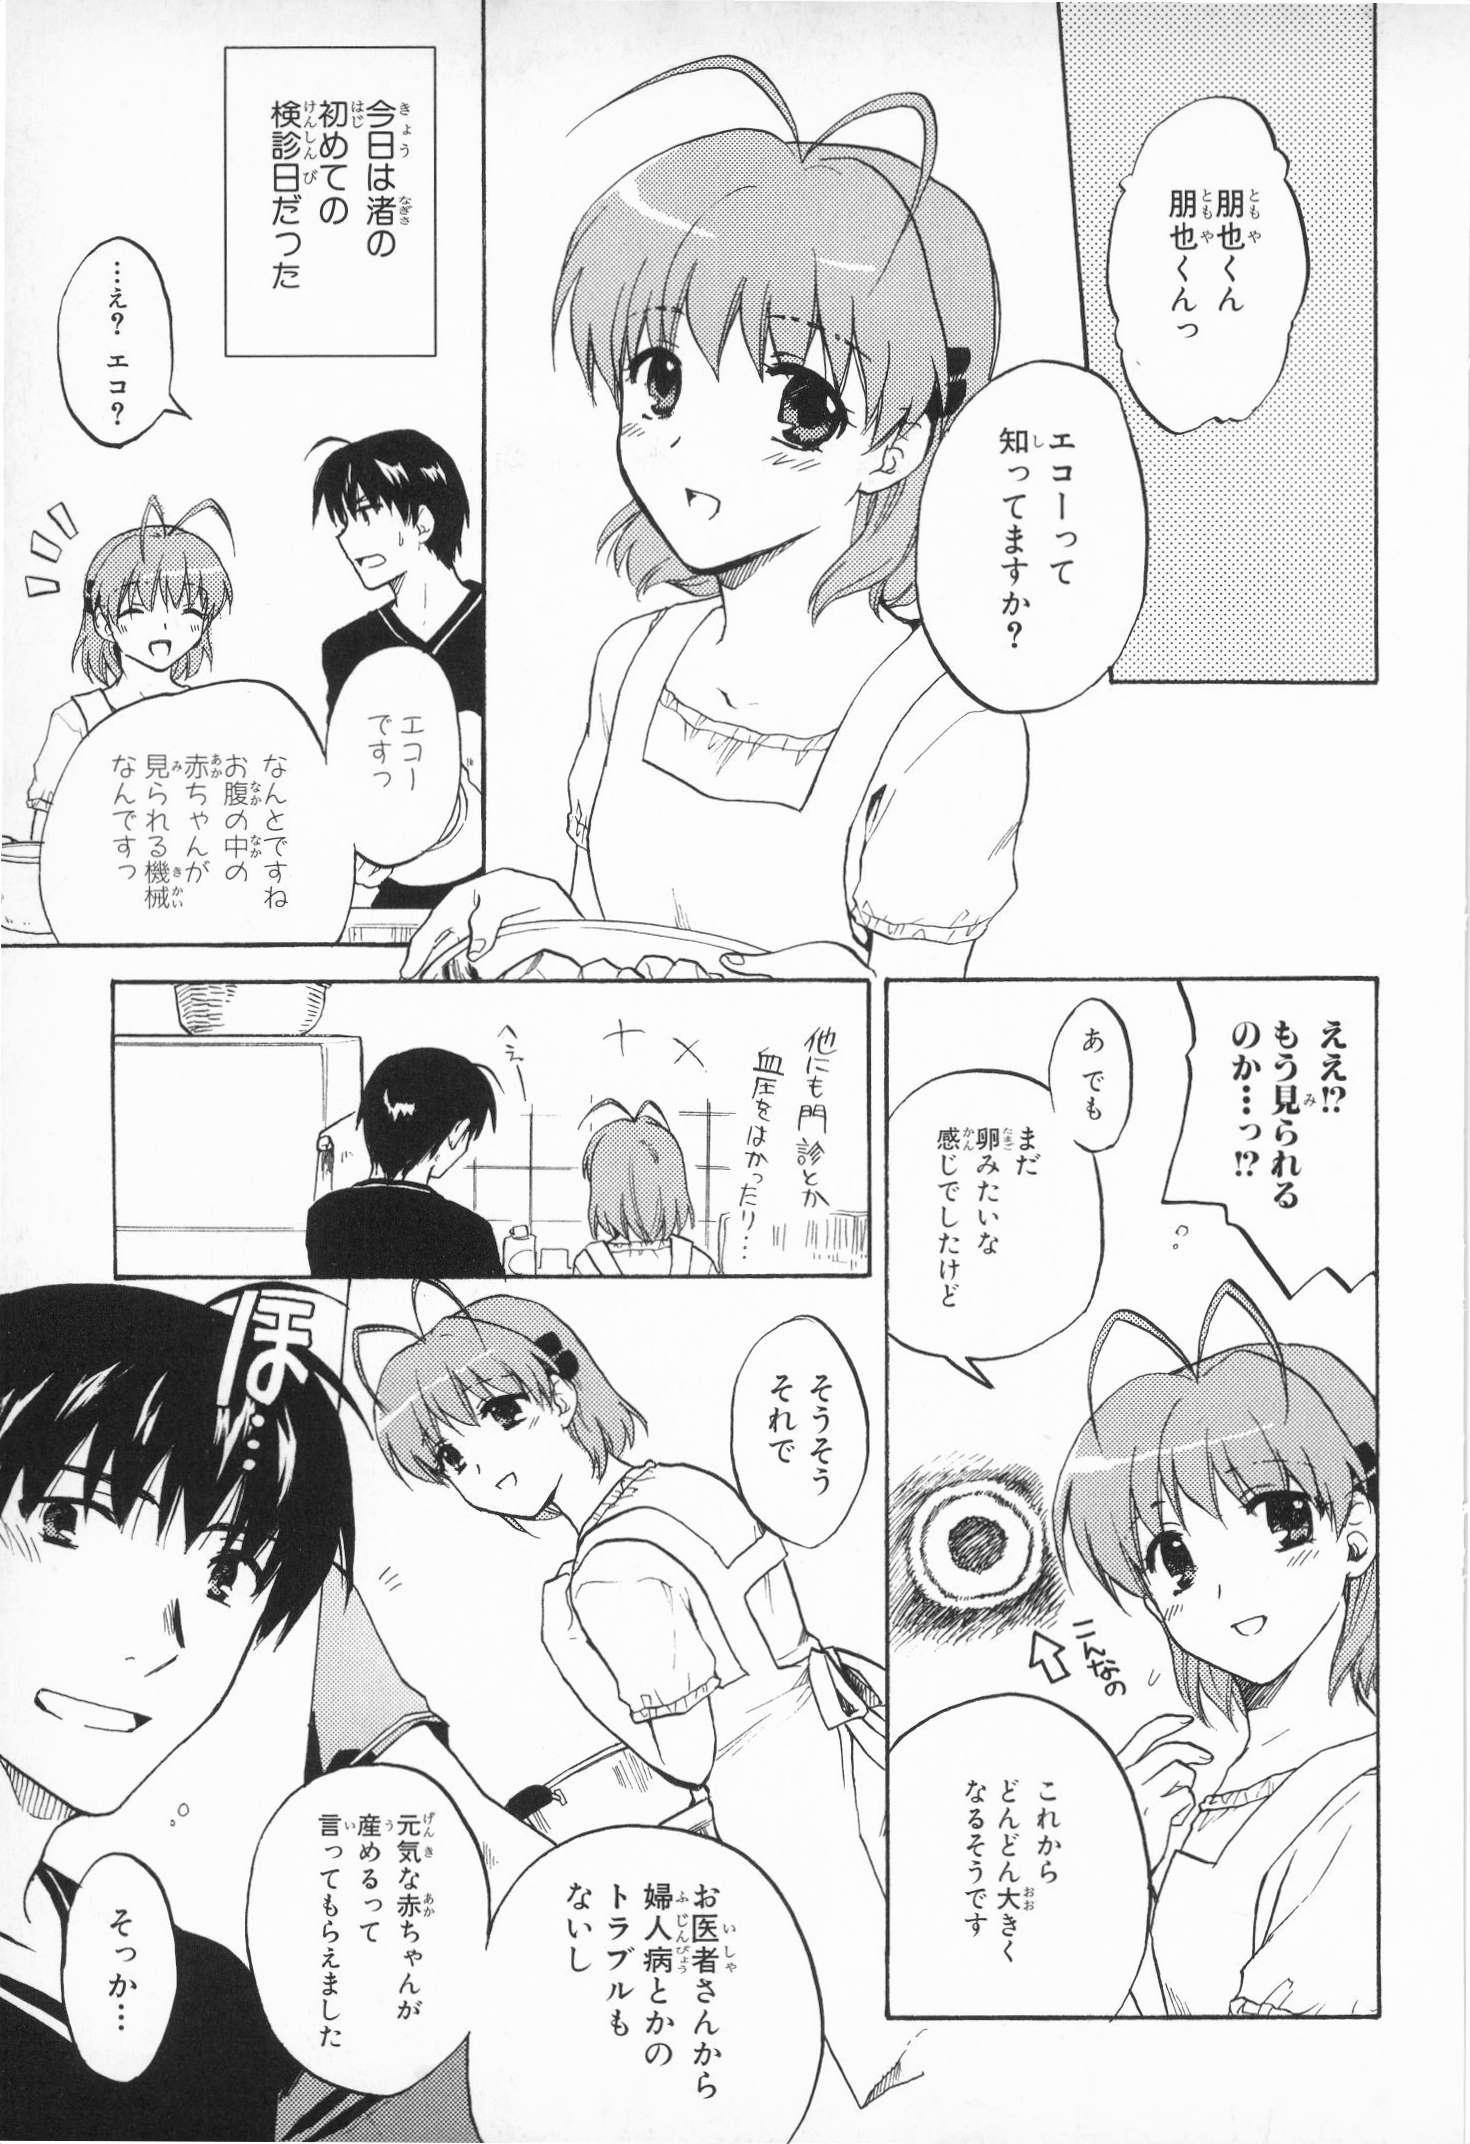 朋也くん
朋也くんっ
エコーって
知ってますか?
今日は渚の
初めての
検診日だった
…え? エコ?
エコー
ですっ
なんとですね
お腹の中の
赤ちゃんが
見られる機械
なんですっ
ええ!?
もう見られる
のか…っ!?
あ でも
まだ
卵みたいな
感じでしたけど
こんなの
これから
どんどん大きく
なるそうです
他にも問診とか
血圧をはかったり…
へぇー
そうそう
それで
お医者さんから
婦人病とかの
トラブルも
ないし
元気な赤ちゃんが
産めるって
言ってもらえました
ほ…
そっか…